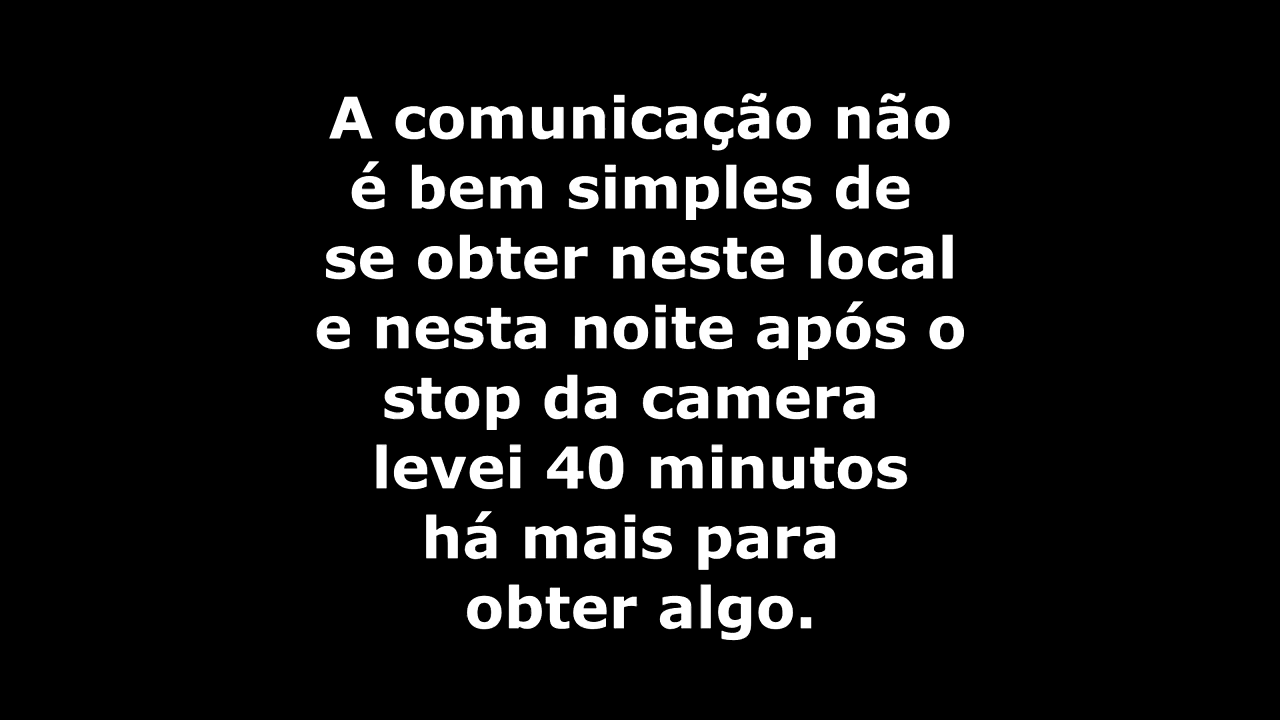 A comunicação não
é bem simples de
se obter neste local
e nesta noite após o
stop da camera
levei 40 minutos
há mais para
obter algo.